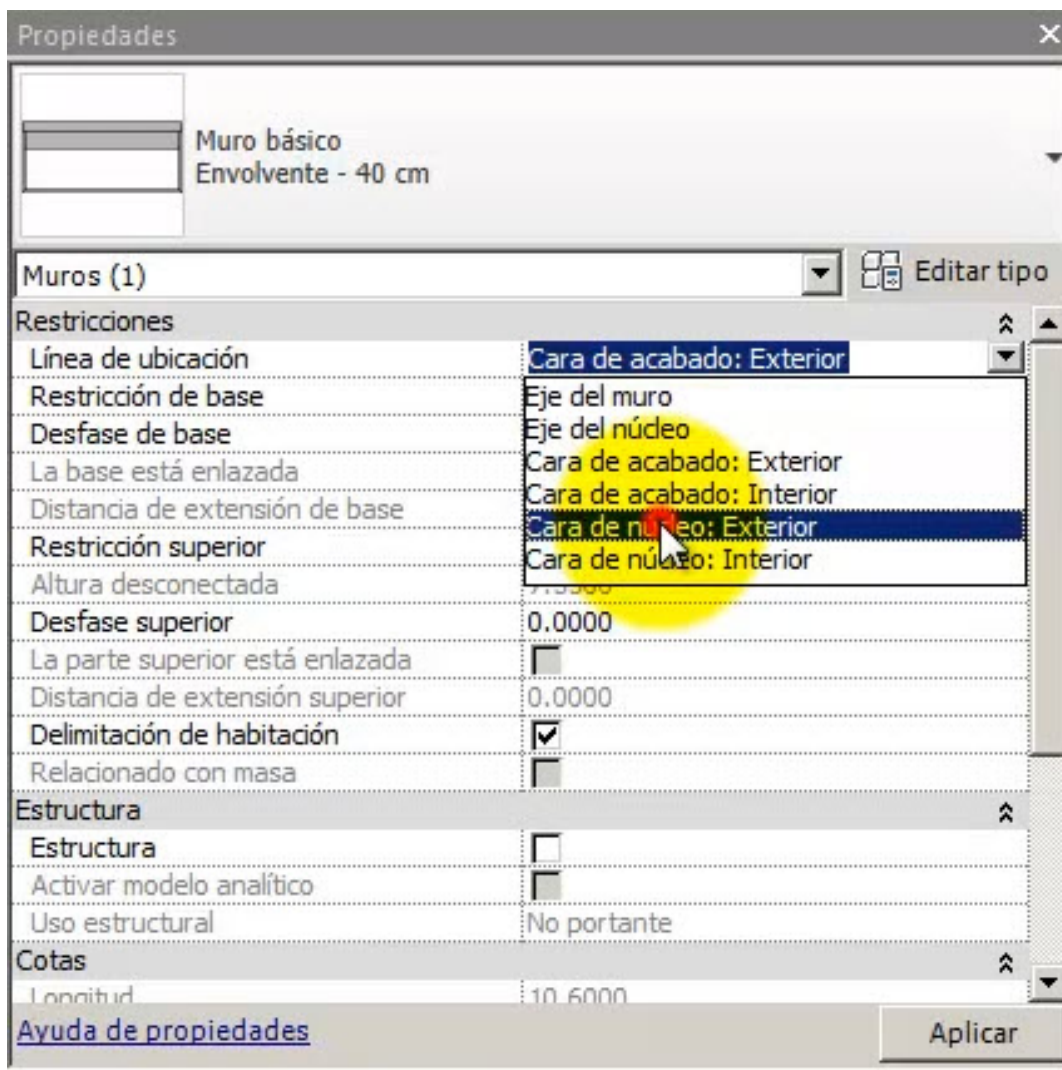 Propiedades
Muro básico
Envolvente - 40 cm
Muros (1)
Editar tipo
Restricciones
Línea de ubicación Cara de acabado: Exterior
Restricción de base Eje del muro
Desfase de base Eje del núcleo
La base está enlazada Cara de acabado: Exterior
Distancia de extensión de base Cara de acabado: Interior
Restricción superior Cara de núcleo: Exterior
Altura desconectada Cara de núcleo: Interior
Desfase superior 0.0000
La parte superior está enlazada
Distancia de extensión superior 0.0000
Delimitación de habitación
Relacionado con masa
Estructura
Estructura
Activar modelo analítico
Uso estructural No portante
Cotas
Longitud 10.6000
Ayuda de propiedades
Aplicar